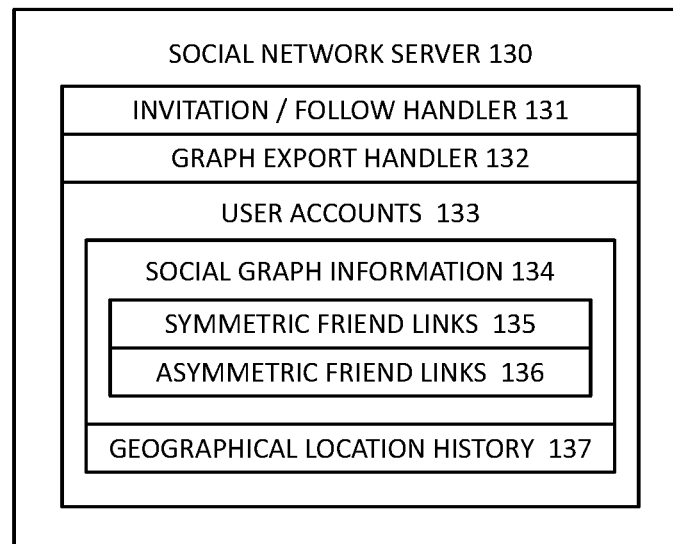 SOCIAL NETWORK SERVER 130
INVITATION / FOLLOW HANDLER 131
GRAPH EXPORT HANDLER 132
USER ACCOUNTS 133
SOCIAL GRAPH INFORMATION 134
SYMMETRIC FRIEND LINKS 135
ASYMMETRIC FRIEND LINKS 136
GEOGRAPHICAL LOCATION HISTORY 137